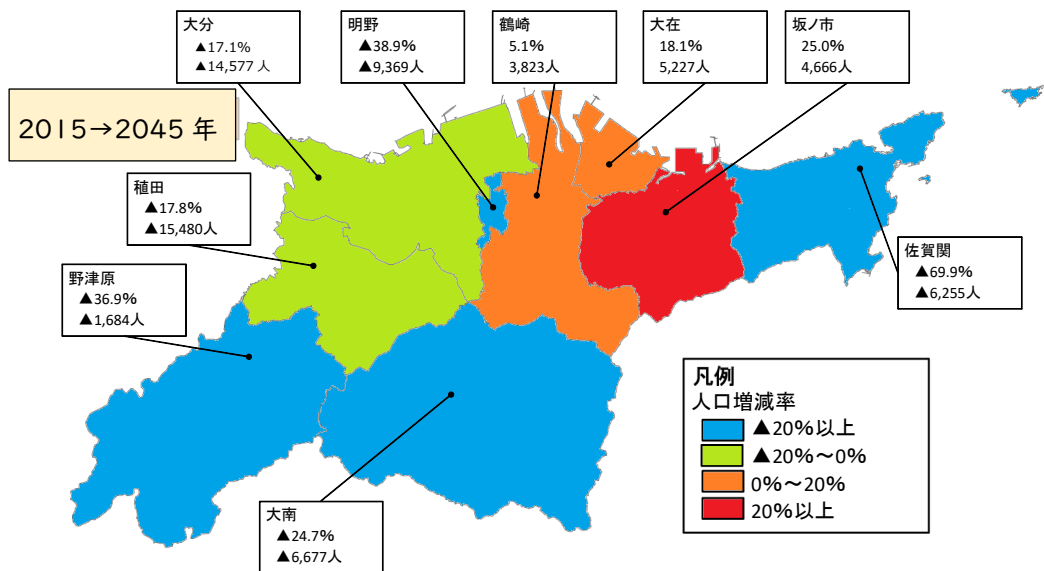 大分
▲17.1%
▲14,577人
明野
▲38.9%
▲9,369人
鶴崎
5.1%
3,823人
大在
18.1%
5,227人
坂ノ市
25.0%
4,666人
2015→2045年
稙田
▲17.8%
▲15,480人
野津原
▲36.9%
▲1,684人
佐賀関
▲69.9%
▲6,255人
大南
▲24.7%
▲6,677人
凡例
人口増減率
▲20%以上
▲20%~0%
0%~20%
20%以上